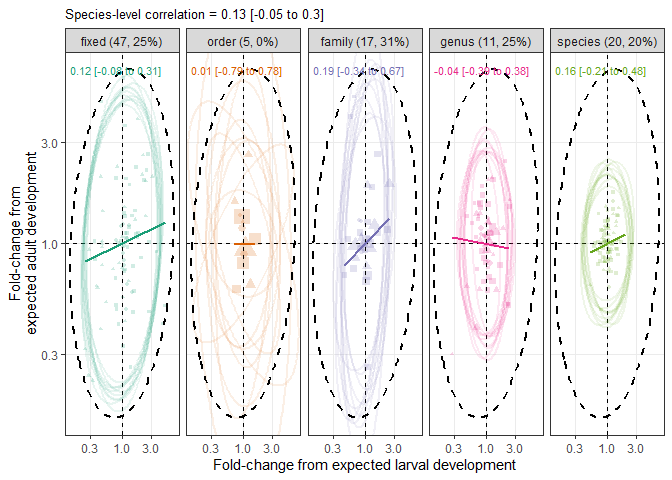 Species-level correlation = 0.13 [-0.05 to 0.3]
fixed (47, 25%) order (5, 0%) family (17, 31%) genus (11, 25%) species (20, 20%)
0.12 [-0.08 to 0.31] 0.01 [-0.79 to 0.78] 0.19 [-0.34 to 0.67] to 0.38] 0.16 [-0.21 to 0.48]
3.0
1.0
0.3
Fold-change from
expected adult development
0.3 1.0 3.0 0.3 1.0 3.0 0.3 1.0 3.0 0.3 1.0 3.0 0.3 1.0 3.0
Fold-change from expected larval development